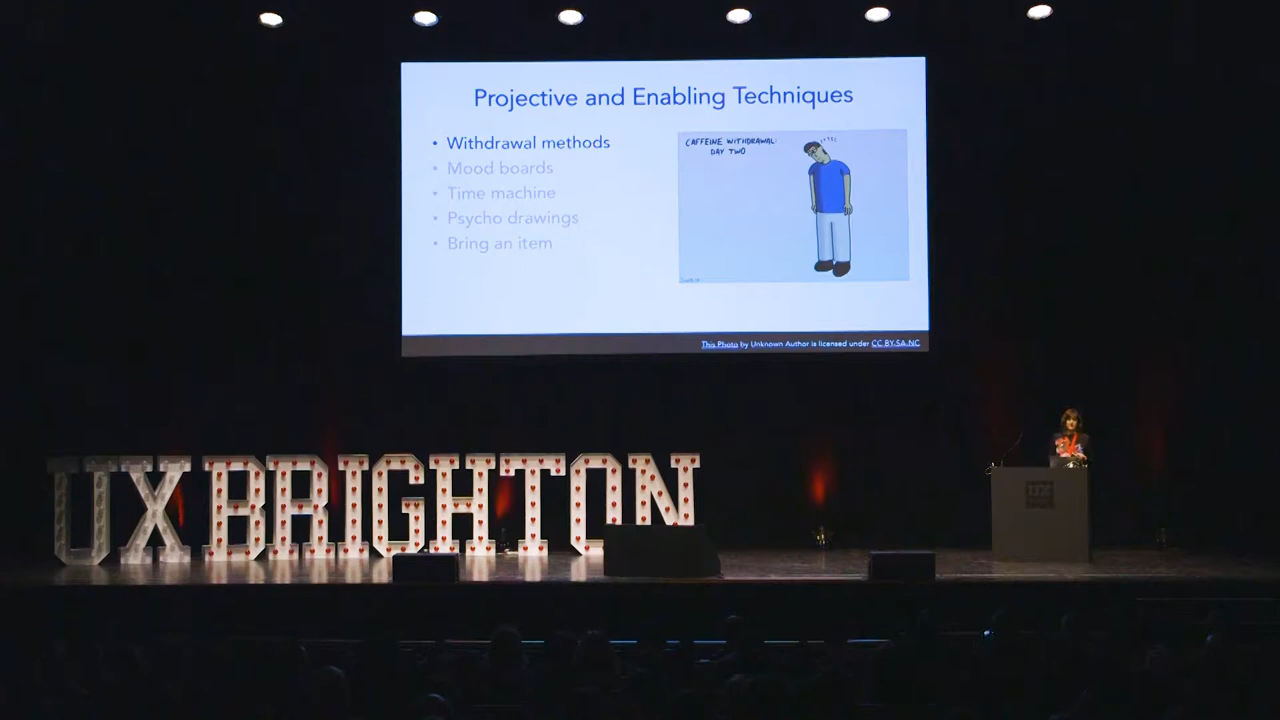 Projective and Enabling Techniques
• Withdrawal methods
• Mood boards
• Time machine
• Psycho drawings
• Bring an item
CAFFEINE WITHDRAWAL:
DAY TWO
This Photo by Unknown Author is licensed under CC BY-SA-NC
UX BRIGHTON